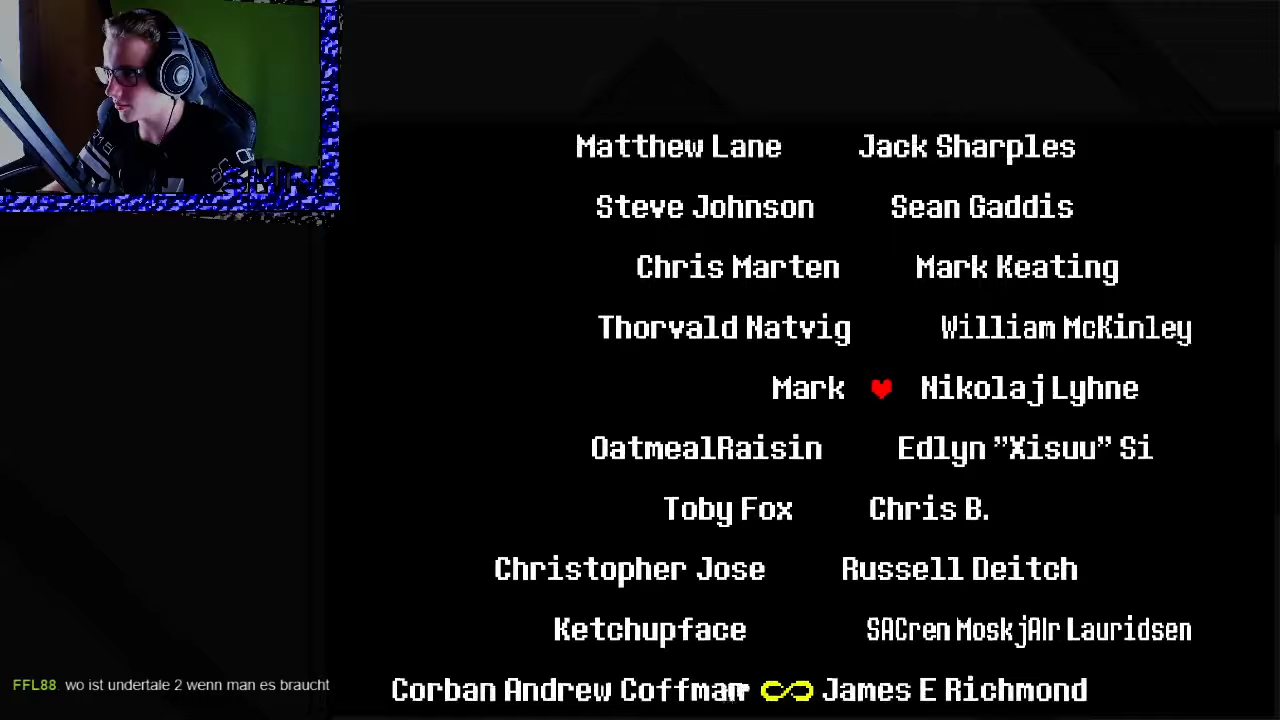 Matthew Lane Jack Sharples
Steve Johnson Sean Gaddis
Chris Marten Mark Keating
Thorvald Natvig William McKinley
Mark ❤ Nikolaj Lyhne
OatmealRaisin Edlyn "Xisuu" Si
Toby Fox Chris B.
Christopher Jose Russell Deitch
Ketchupface SACren MoskjAlr Lauridsen
Corban Andrew Coffman James E Richmond
FFL88. wo ist undertale 2 wenn man es braucht